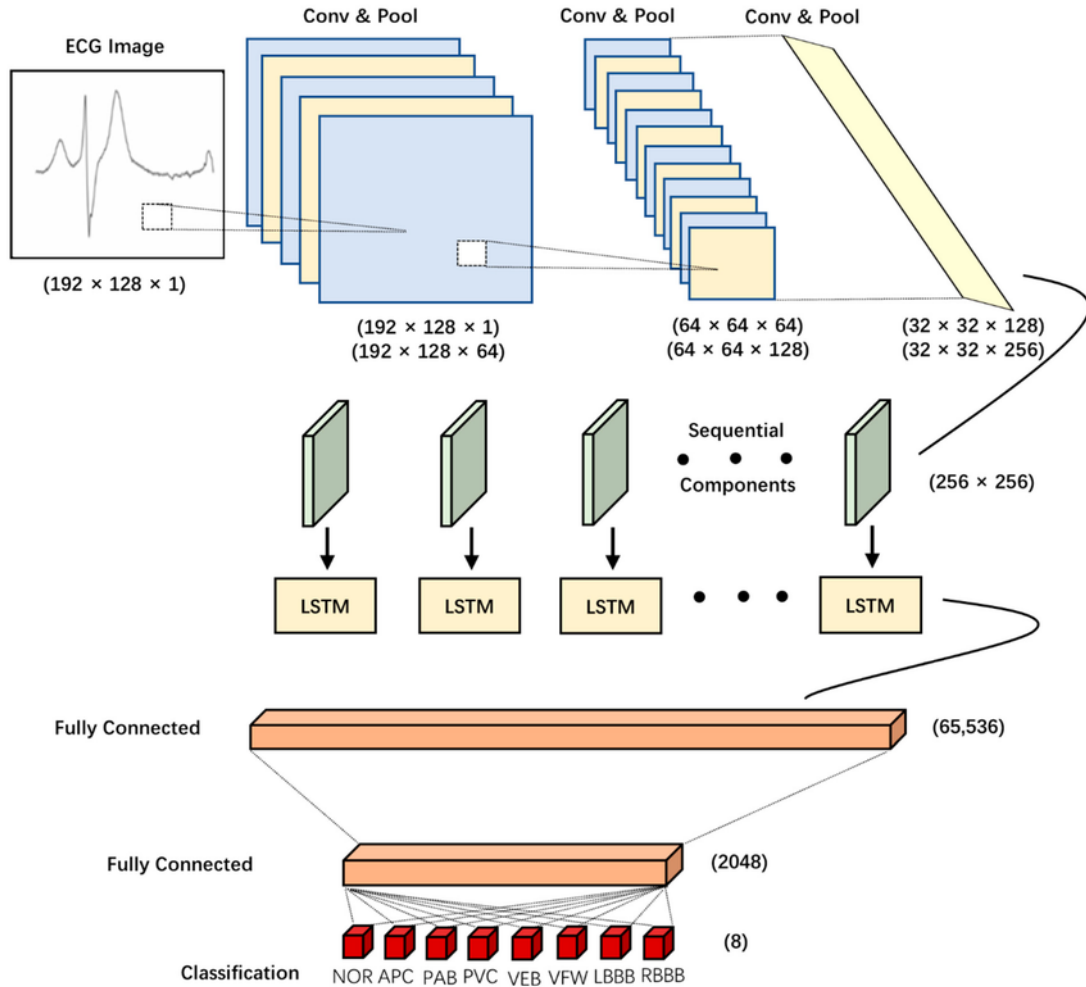 Conv & Pool
Conv & Pool
Conv & Pool
ECG Image
(192 × 128 × 1)
(192 × 128 × 1)
(192 × 128 × 64)
(64 × 64 × 64)
(64 × 64 × 128)
(32 × 32 × 128)
(32 × 32 × 256)
Sequential
Components
(256 × 256)
LSTM
LSTM
LSTM
LSTM
Fully Connected
(65,536)
Fully Connected
(2048)
(8)
Classification
NOR APC PAB PVC VEB VFW LBBB RBBB